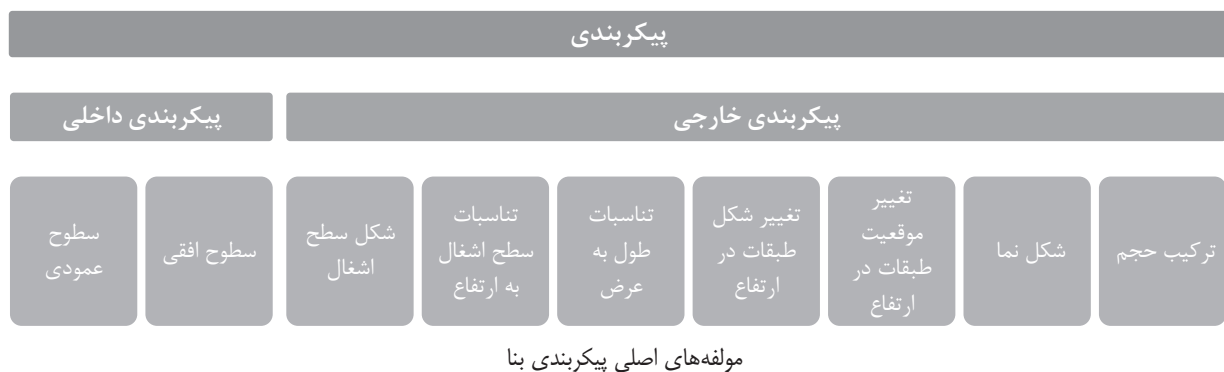 پیکربندی
پیکربندی خارجی
پیکربندی داخلی
ترکیب حجم
شکل نما
تغییر
موقعیت
طبقات در
ارتفاع
تغییر شکل
طبقات در
ارتفاع
تناسبات
طول به
عرض
تناسبات
سطح اشغال
به ارتفاع
شکل سطح
اشغال
سطوح افقی
سطوح
عمودی
مولفه‌های اصلی پیکربندی بنا